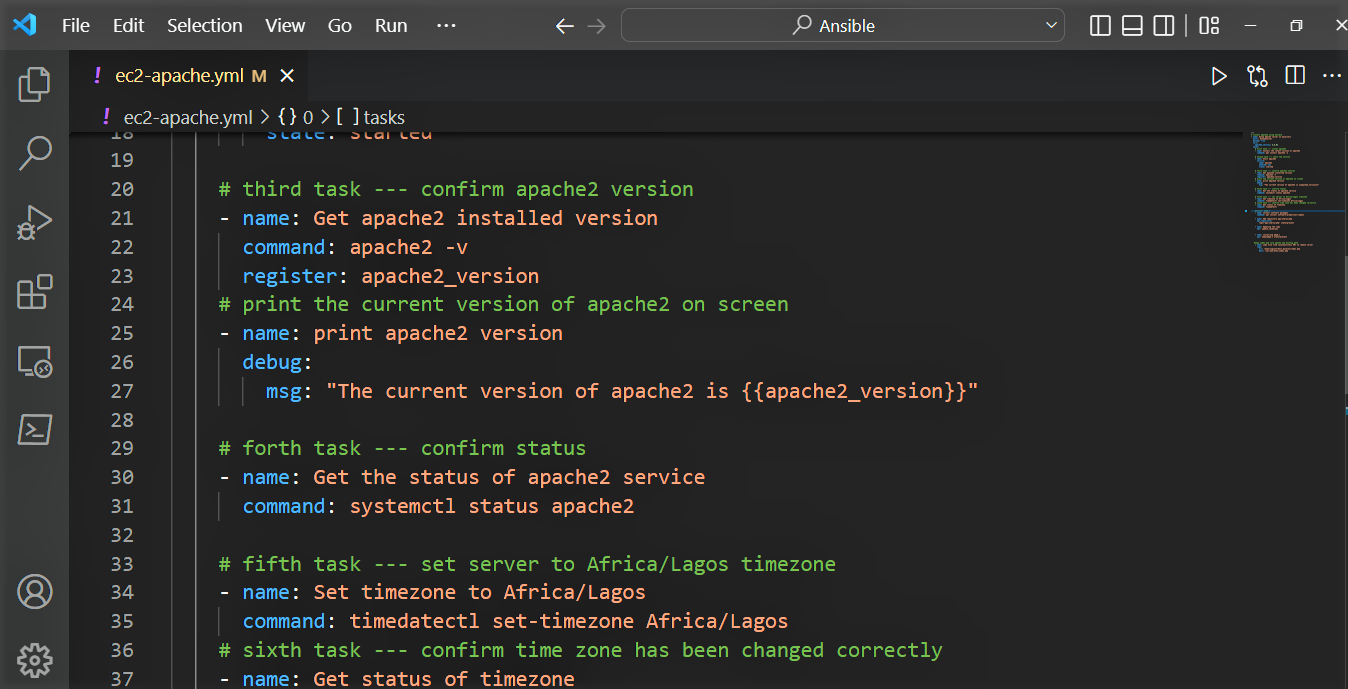 File Edit Selection View Go Run ··· Ansible
! ec2-apache.yml M
! ec2-apache.yml > {} 0 > [ ] tasks
18 state: started
19
20 # third task --- confirm apache2 version
21 - name: Get apache2 installed version
22 command: apache2 -v
23 register: apache2_version
24 # print the current version of apache2 on screen
25 - name: print apache2 version
26 debug:
27 msg: "The current version of apache2 is {{apache2_version}}"
28
29 # forth task --- confirm status
30 - name: Get the status of apache2 service
31 command: systemctl status apache2
32
33 # fifth task --- set server to Africa/Lagos timezone
34 - name: Set timezone to Africa/Lagos
35 command: timedatectl set-timezone Africa/Lagos
36 # sixth task --- confirm time zone has been changed correctly
37 - name: Get status of timezone